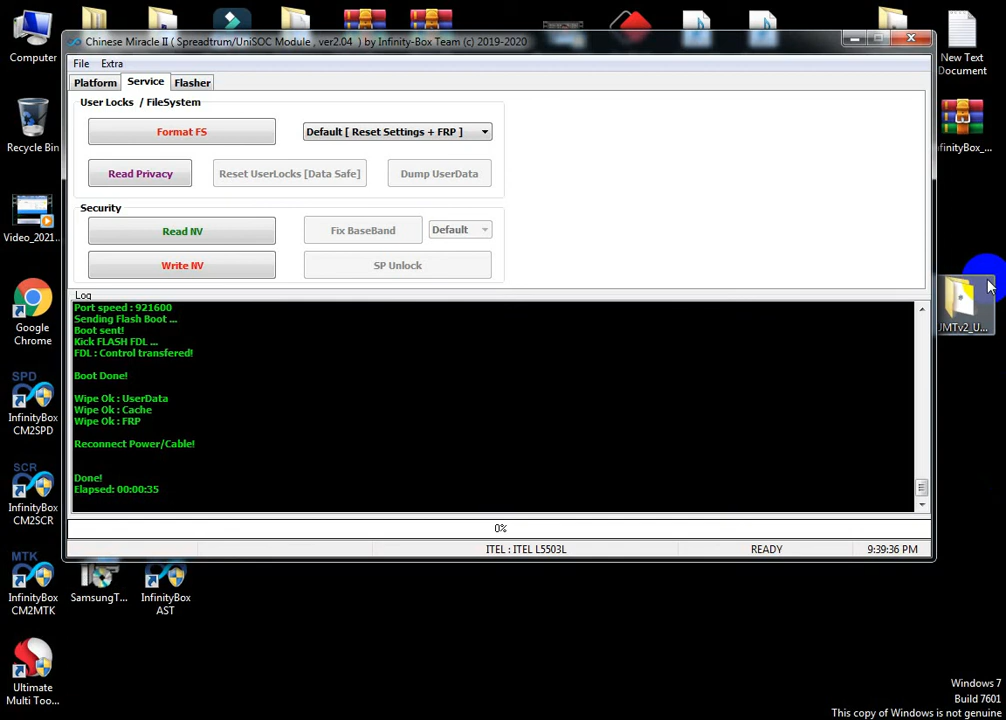 Chinese Miracle II ( Spreadtrum/UniSOC Module , ver2.04 ) by Infinity-Box Team (c) 2019-2020
File Extra
Platform Service Flasher
User Locks / FileSystem
Format FS
Default [ Reset Settings + FRP ]
Read Privacy
Reset UserLocks [Data Safe]
Dump UserData
Security
Read NV
Fix BaseBand
Default
Write NV
SP Unlock
Log
Port speed : 921600
Sending Flash Boot ...
Boot sent!
Kick FLASH FDL ...
FDL : Control transfered!
Boot Done!
Wipe Ok : UserData
Wipe Ok : Cache
Wipe Ok : FRP
Reconnect Power/Cable!
Done!
Elapsed: 00:00:35
0%
ITEL : ITEL L5503L
READY
9:39:36 PM
Computer
Recycle Bin
Video_2021...
Google
Chrome
SPD
InfinityBox
CM2SPD
SCR
InfinityBox
CM2SCR
MTK
InfinityBox
CM2MTK
SamsungT...
InfinityBox
AST
Ultimate
Multi Too...
New Text
Document
nfinityBox_...
JMTv2_U...
Windows 7
Build 7601
This copy of Windows is not genuine